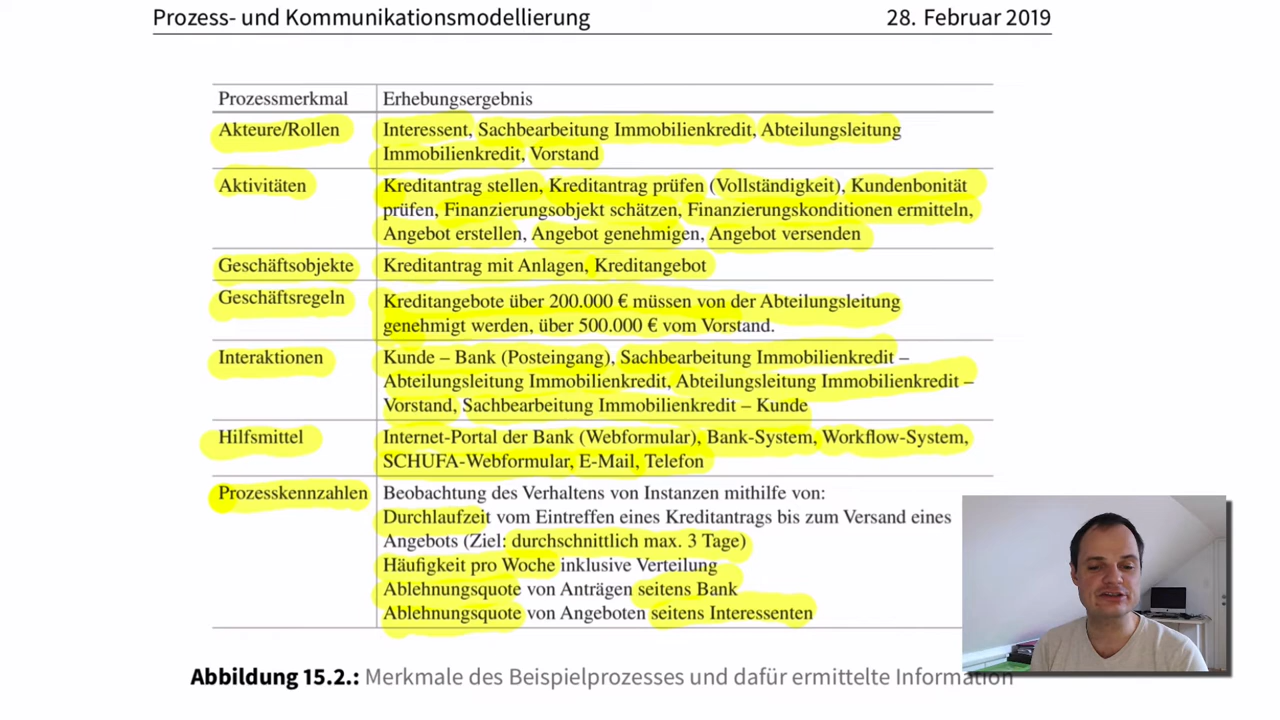 Prozess- und Kommunikationsmodellierung 28. Februar 2019
Prozessmerkmal Erhebungsergebnis
Akteure/Rollen Interessent, Sachbearbeitung Immobilienkredit, Abteilungsleitung
Immobilienkredit, Vorstand
Aktivitäten Kreditantrag stellen, Kreditantrag prüfen (Vollständigkeit), Kundenbonität
prüfen, Finanzierungsobjekt schätzen, Finanzierungskonditionen ermitteln,
Angebot erstellen, Angebot genehmigen, Angebot versenden
Geschäftsobjekte Kreditantrag mit Anlagen, Kreditangebot
Geschäftsregeln Kreditangebote über 200.000 € müssen von der Abteilungsleitung
genehmigt werden, über 500.000 € vom Vorstand.
Interaktionen Kunde – Bank (Posteingang), Sachbearbeitung Immobilienkredit –
Abteilungsleitung Immobilienkredit, Abteilungsleitung Immobilienkredit –
Vorstand, Sachbearbeitung Immobilienkredit – Kunde
Hilfsmittel Internet-Portal der Bank (Webformular), Bank-System, Workflow-System,
SCHUFA-Webformular, E-Mail, Telefon
Prozesskennzahlen Beobachtung des Verhaltens von Instanzen mithilfe von:
Durchlaufzeit vom Eintreffen eines Kreditantrags bis zum Versand eines
Angebots (Ziel: durchschnittlich max. 3 Tage)
Häufigkeit pro Woche inklusive Verteilung
Ablehnungsquote von Anträgen seitens Bank
Ablehnungsquote von Angeboten seitens Interessenten
Abbildung 15.2.: Merkmale des Beispielprozesses und dafür ermittelte Information